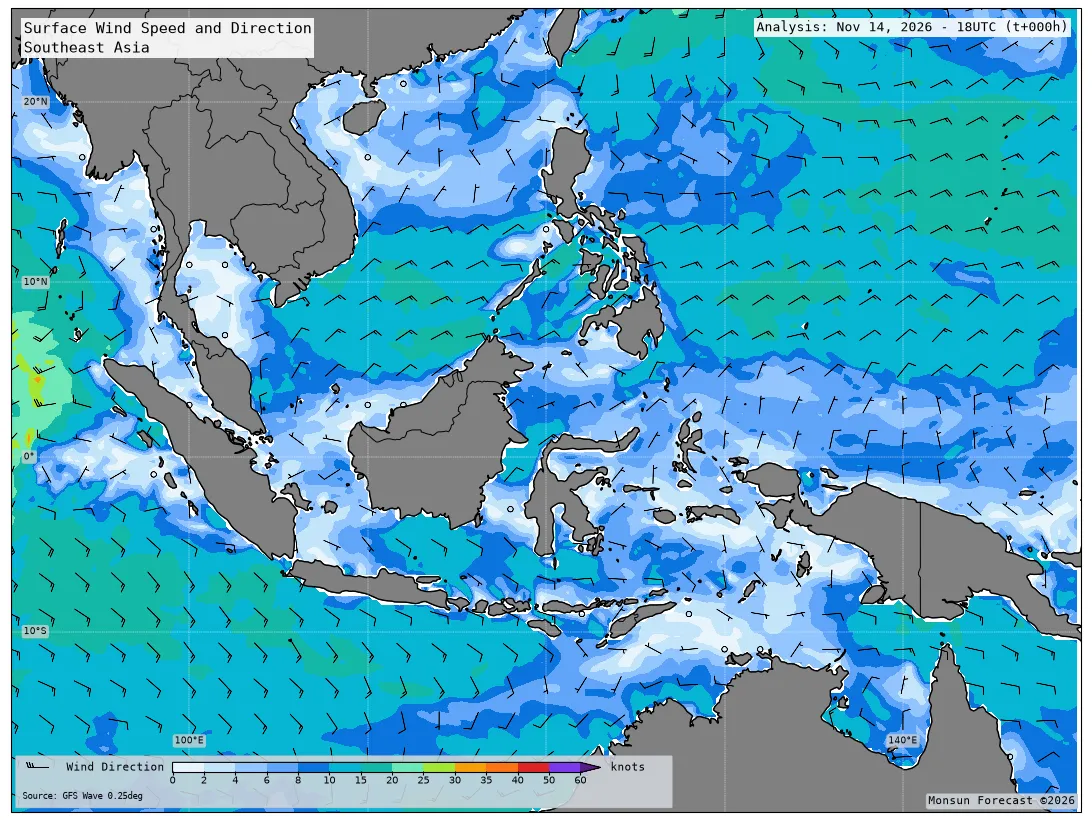 Surface Wind Speed and Direction
Southeast Asia
Analysis: Nov 14, 2026 - 18UTC (t+000h)
20°N
10°N
0°
10°S
100°E
140°E
Wind Direction
0 2 4 6 8 10 15 20 25 30 35 40 50 60
knots
Source: GFS Wave 0.25deg
Monsun Forecast ©2026